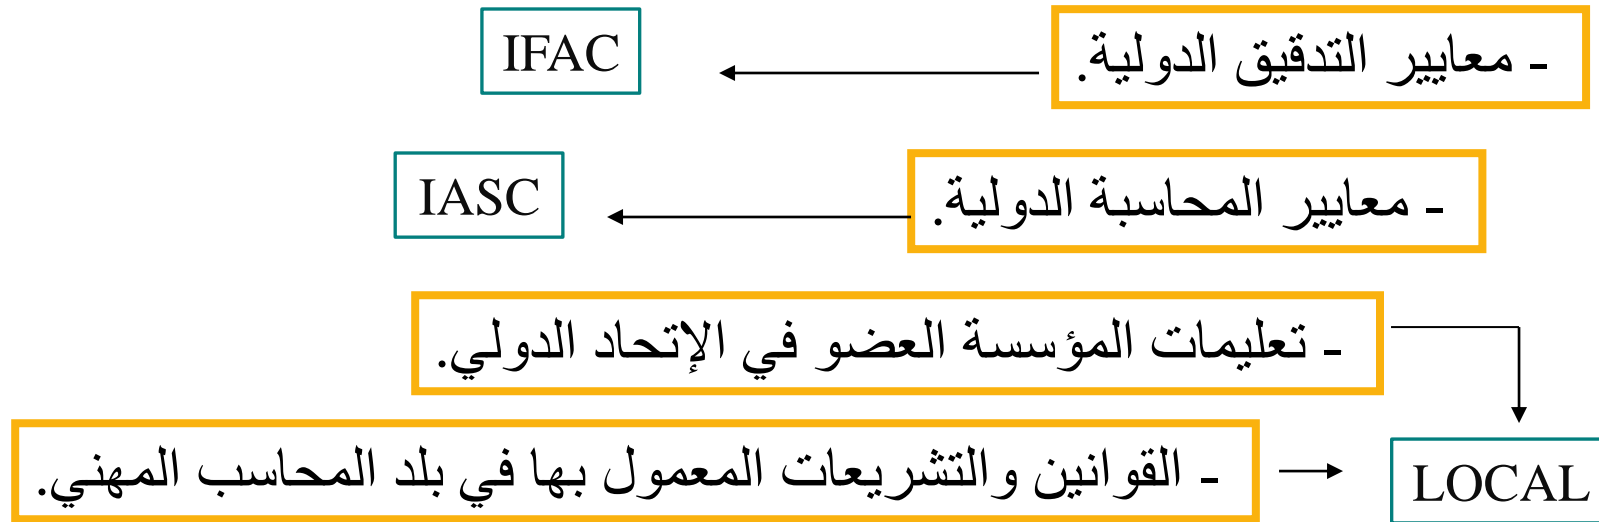 - معايير التدقيق الدولية.
IFAC
- معايير المحاسبة الدولية.
IASC
- تعليمات المؤسسة العضو في الإتحاد الدولي.
- القوانين والتشريعات المعمول بها في بلد المحاسب المهني.
LOCAL